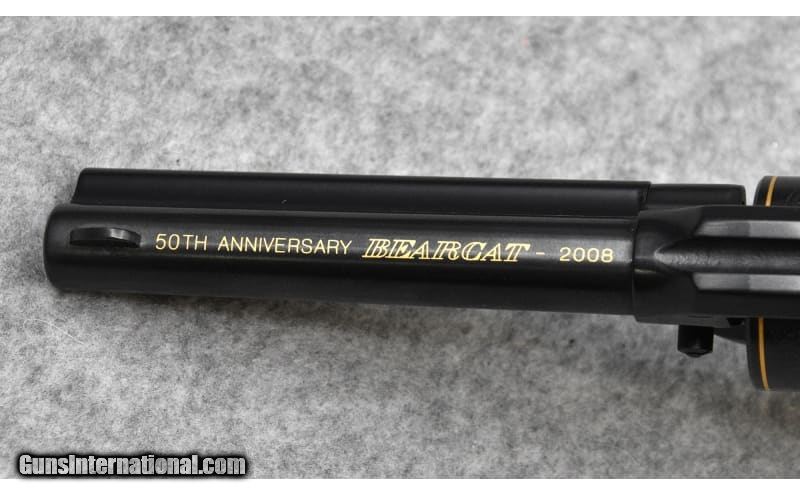 50TH ANNIVERSARY BEARCAT - 2008
GunsInternational.com